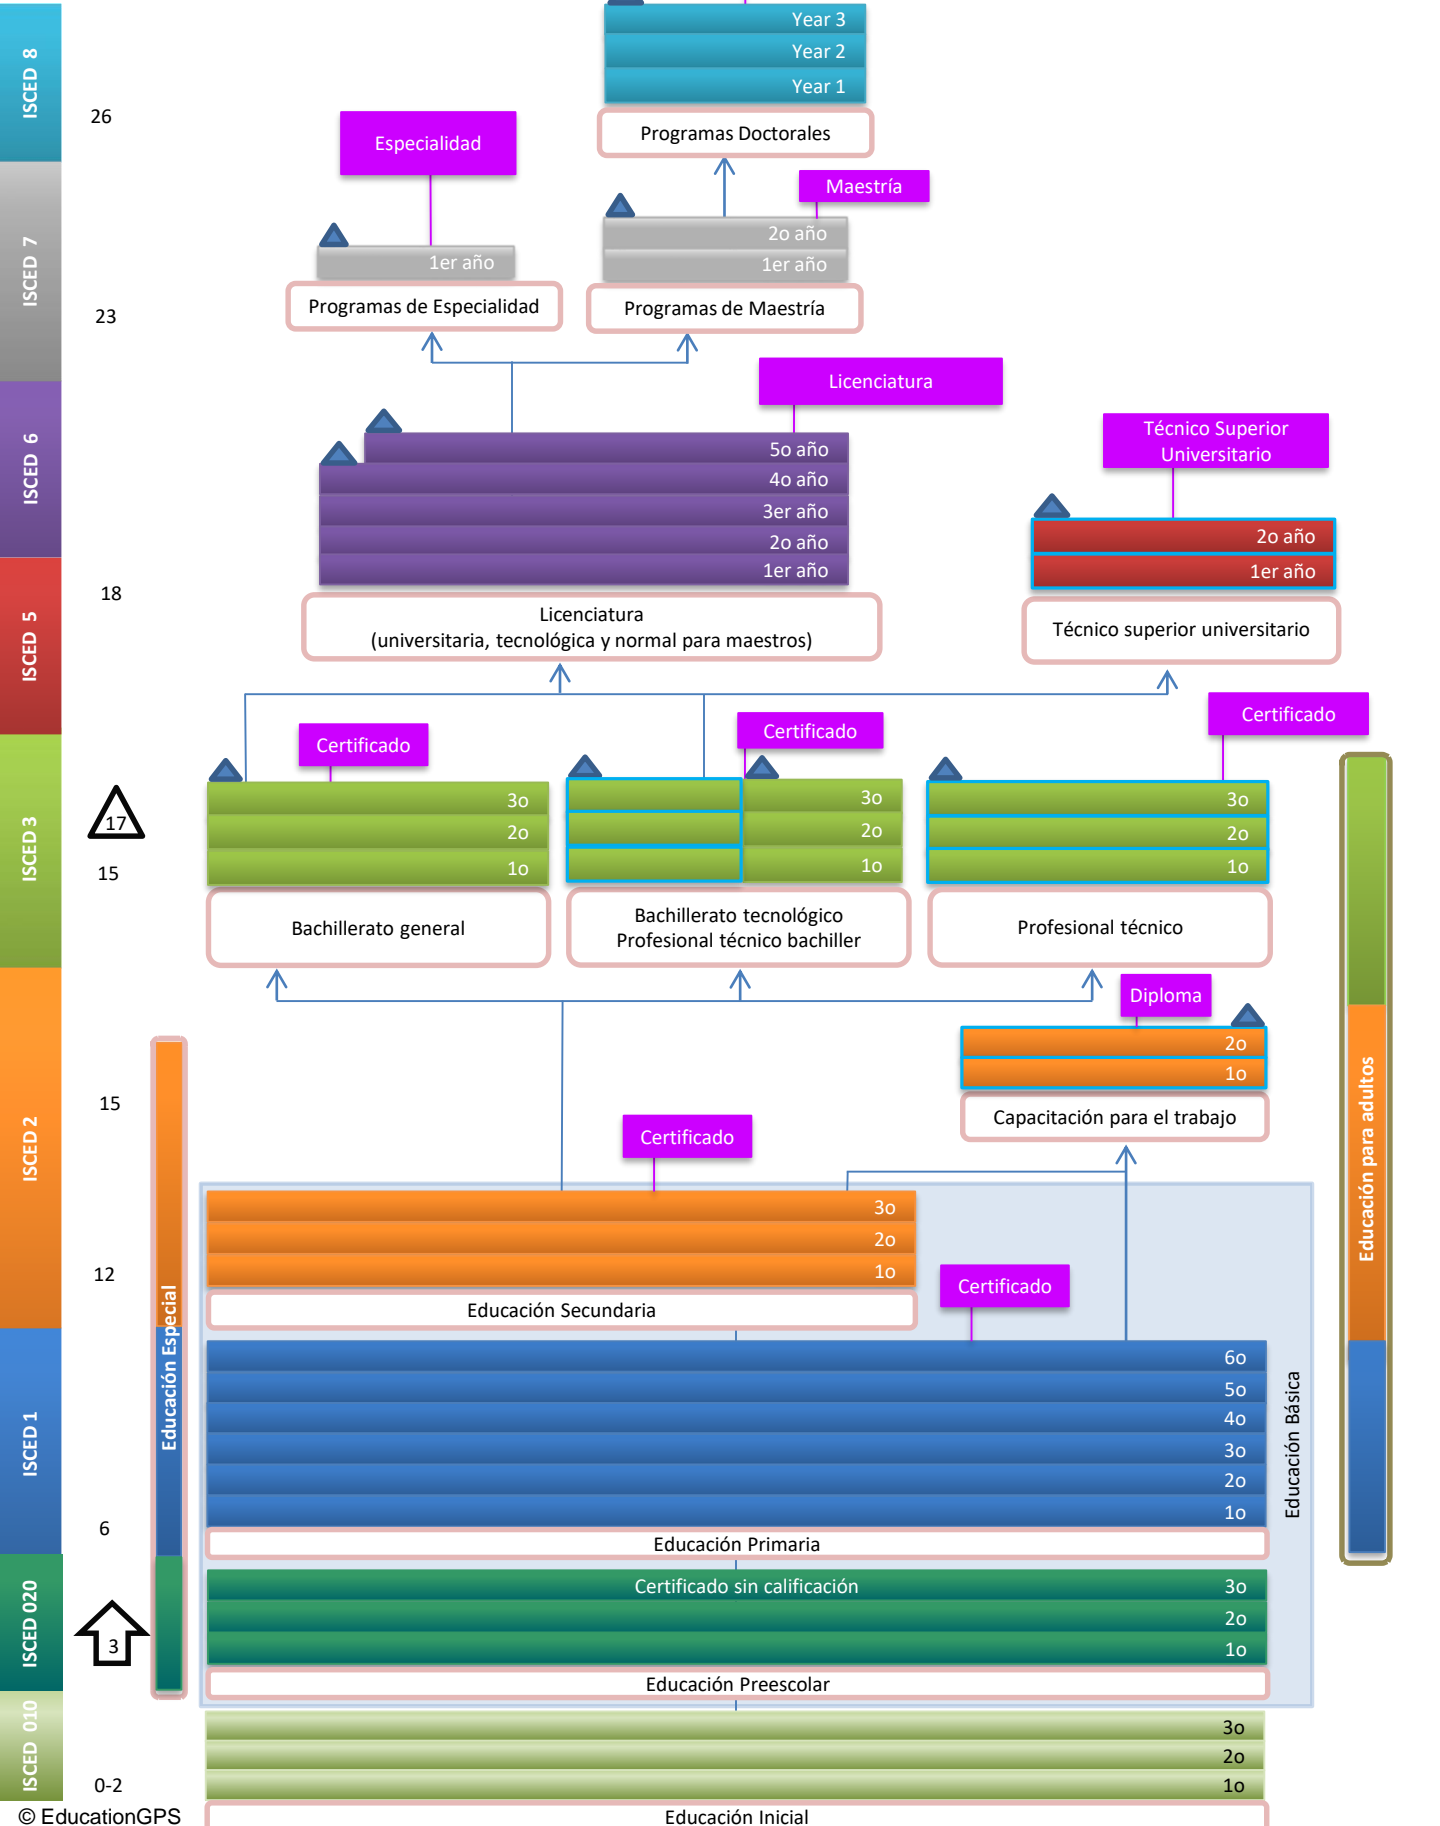 Year 3
ISCED 8
Year 2
Year 1
26
Programas Doctorales
Especialidad
Maestría
ISCED 7
2o año
1er año
1er año
Programas de Especialidad
Programas de Maestría
23
Licenciatura
ISCED 6
Técnico Superior
Universitario
5o año
4o año
3er año
2o año
1er año
2o año
1er año
18
ISCED 5
Licenciatura
(universitaria, tecnológica y normal para maestros)
Técnico superior universitario
Certificado
Certificado
Certificado
ISCED 3
17
3o
2o
1o
3o
2o
1o
3o
2o
1o
15
Bachillerato general
Bachillerato tecnológico
Profesional técnico bachiller
Profesional técnico
Diploma
2o
1o
Capacitación para el trabajo
15
ISCED 2
Educación para adultos
Certificado
3o
2o
1o
12
Certificado
Educación Secundaria
Educación Especial
ISCED 1
6o
5o
4o
3o
2o
1o
Educación Básica
6
Educación Primaria
ISCED 020
3
Certificado sin calificación
3o
2o
1o
Educación Preescolar
ISCED 010
3o
2o
1o
0-2
© EducationGPS
Educación Inicial